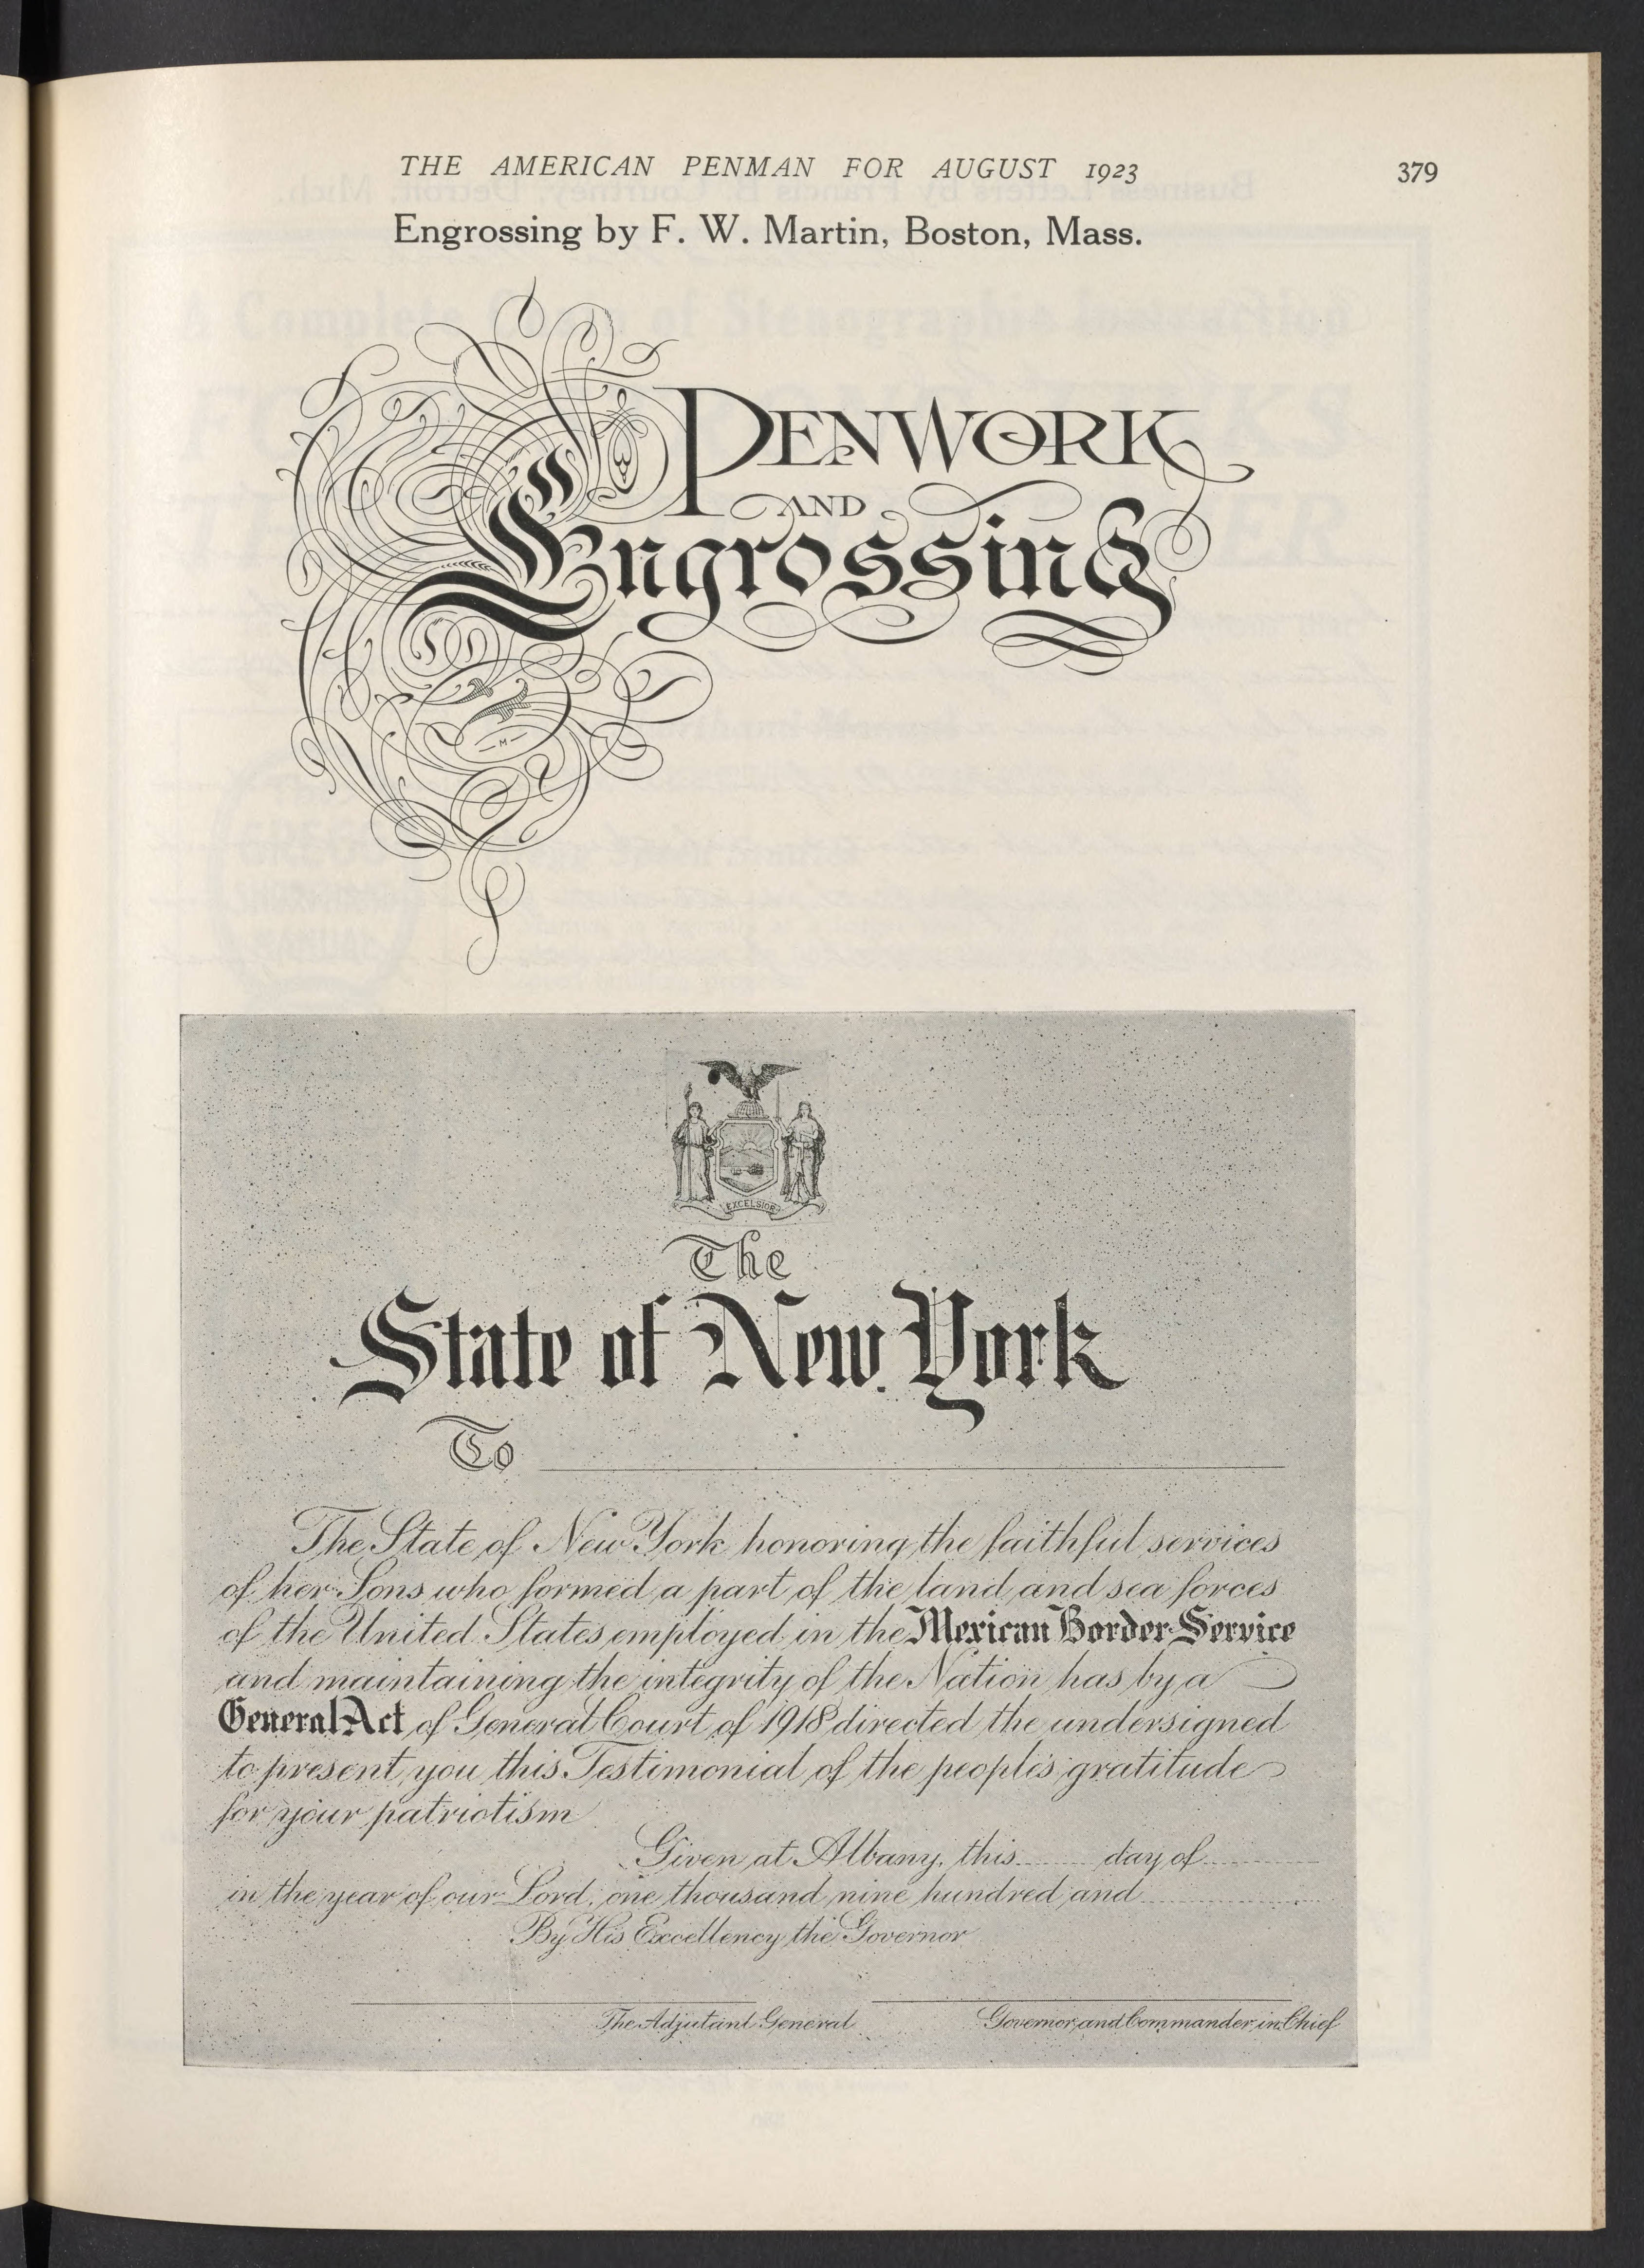 THE AMERICAN PENMAN FOR AUGUST 1923
379
Engrossing by F. W. Martin, Boston, Mass.
PENWORK
AND
Engrossing
M
EXCELSIOR
The
State of New York
To
The State of New York honoring the faithful services
of her Sons who formed a part of the land and sea forces
of the United States employed in the Mexican Border Service
and maintaining the integrity of the Nation has by a
General Act of General Court of 1918 directed the undersigned
to present you this Testimonial of the people's gratitude
for your patriotism
Given at Albany, this day of
in the year of our Lord, one thousand nine hundred and
By His Excellency the Governor
The Adjutant General
Governor and Commander in Chief